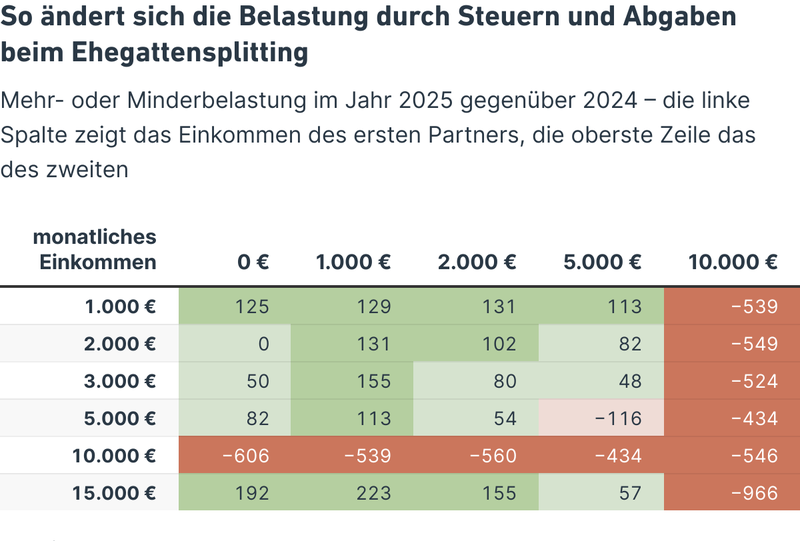 So ändert sich die Belastung durch Steuern und Abgaben
beim Ehegattensplitting
Mehr- oder Minderbelastung im Jahr 2025 gegenüber 2024 – die linke
Spalte zeigt das Einkommen des ersten Partners, die oberste Zeile das
des zweiten
monatliches
Einkommen 0 € 1.000 € 2.000 € 5.000 € 10.000 €
1.000 € 125 129 131 113 −539
2.000 € 0 131 102 82 −549
3.000 € 50 155 80 48 −524
5.000 € 82 113 54 −116 −434
10.000 € −606 −539 −560 −434 −546
15.000 € 192 223 155 57 −966